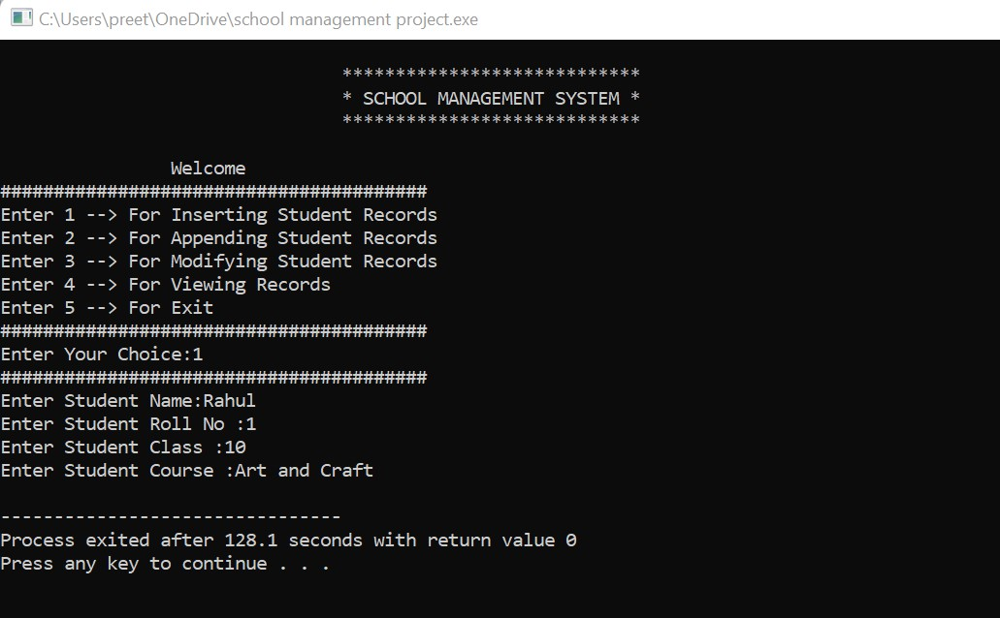 C:\Users\preet\OneDrive\school management project.exe
****************************
* SCHOOL MANAGEMENT SYSTEM *
****************************
Welcome
########################################
Enter 1 --> For Inserting Student Records
Enter 2 --> For Appending Student Records
Enter 3 --> For Modifying Student Records
Enter 4 --> For Viewing Records
Enter 5 --> For Exit
########################################
Enter Your Choice:1
########################################
Enter Student Name:Rahul
Enter Student Roll No :1
Enter Student Class :10
Enter Student Course :Art and Craft
--------------------------------
Process exited after 128.1 seconds with return value 0
Press any key to continue . . .